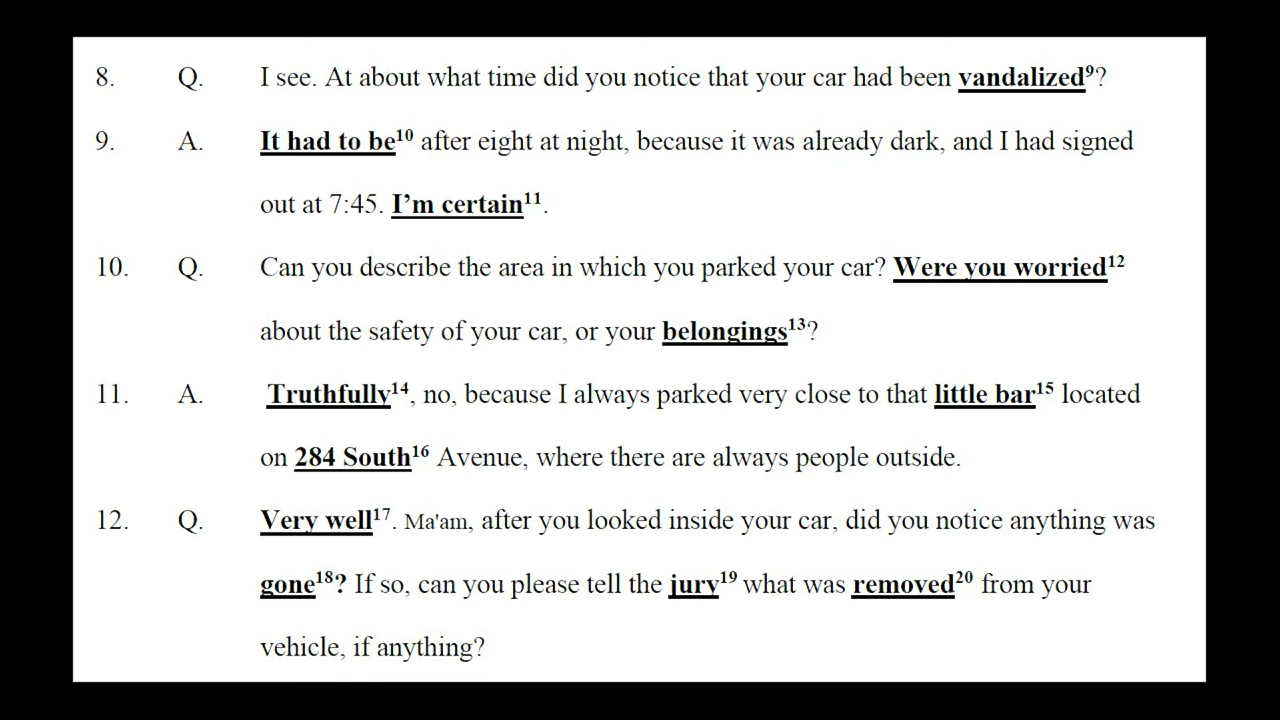 8. Q. I see. At about what time did you notice that your car had been vandalized⁹?
9. A. It had to be¹⁰ after eight at night, because it was already dark, and I had signed
out at 7:45. I’m certain¹¹.
10. Q. Can you describe the area in which you parked your car? Were you worried¹²
about the safety of your car, or your belongings¹³?
11. A. Truthfully¹⁴, no, because I always parked very close to that little bar¹⁵ located
on 284 South¹⁶ Avenue, where there are always people outside.
12. Q. Very well¹⁷. Ma'am, after you looked inside your car, did you notice anything was
gone¹⁸? If so, can you please tell the jury¹⁹ what was removed²⁰ from your
vehicle, if anything?